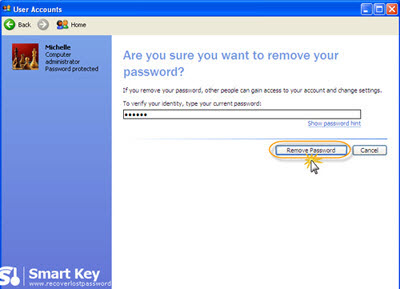 User Accounts
Back
Home
Michelle
Computer
administrator
Password protected
Are you sure you want to remove your
password?
If you remove your password, other people can gain access to your account and change settings.
To verify your identity, type your current password:
••••••
Show password hint
Remove Password
Cancel
Smart Key
www.recoverlostpassword